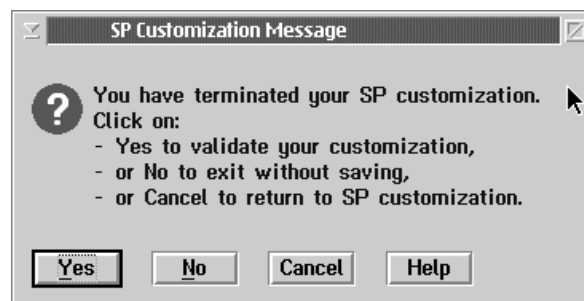 SP Customization Message
You have terminated your SP customization.
Click on:
- Yes to validate your customization,
- or No to exit without saving,
- or Cancel to return to SP customization.
Yes No Cancel Help